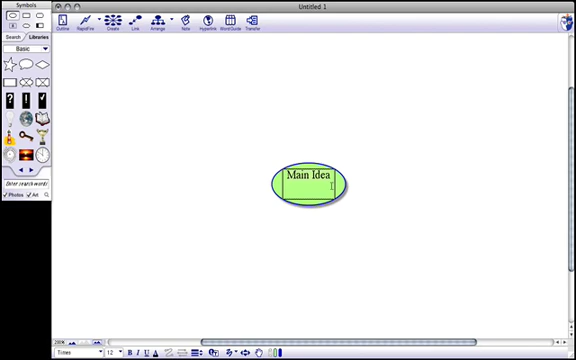 Symbols
Untitled 1
Outline
RapidFire
Create
Link
Arrange
Note
Hyperlink
Word Guide
Transfer
Search
Libraries
Basic
Main Idea
Enter search word/
Photos
Art
Times
12
B I U A